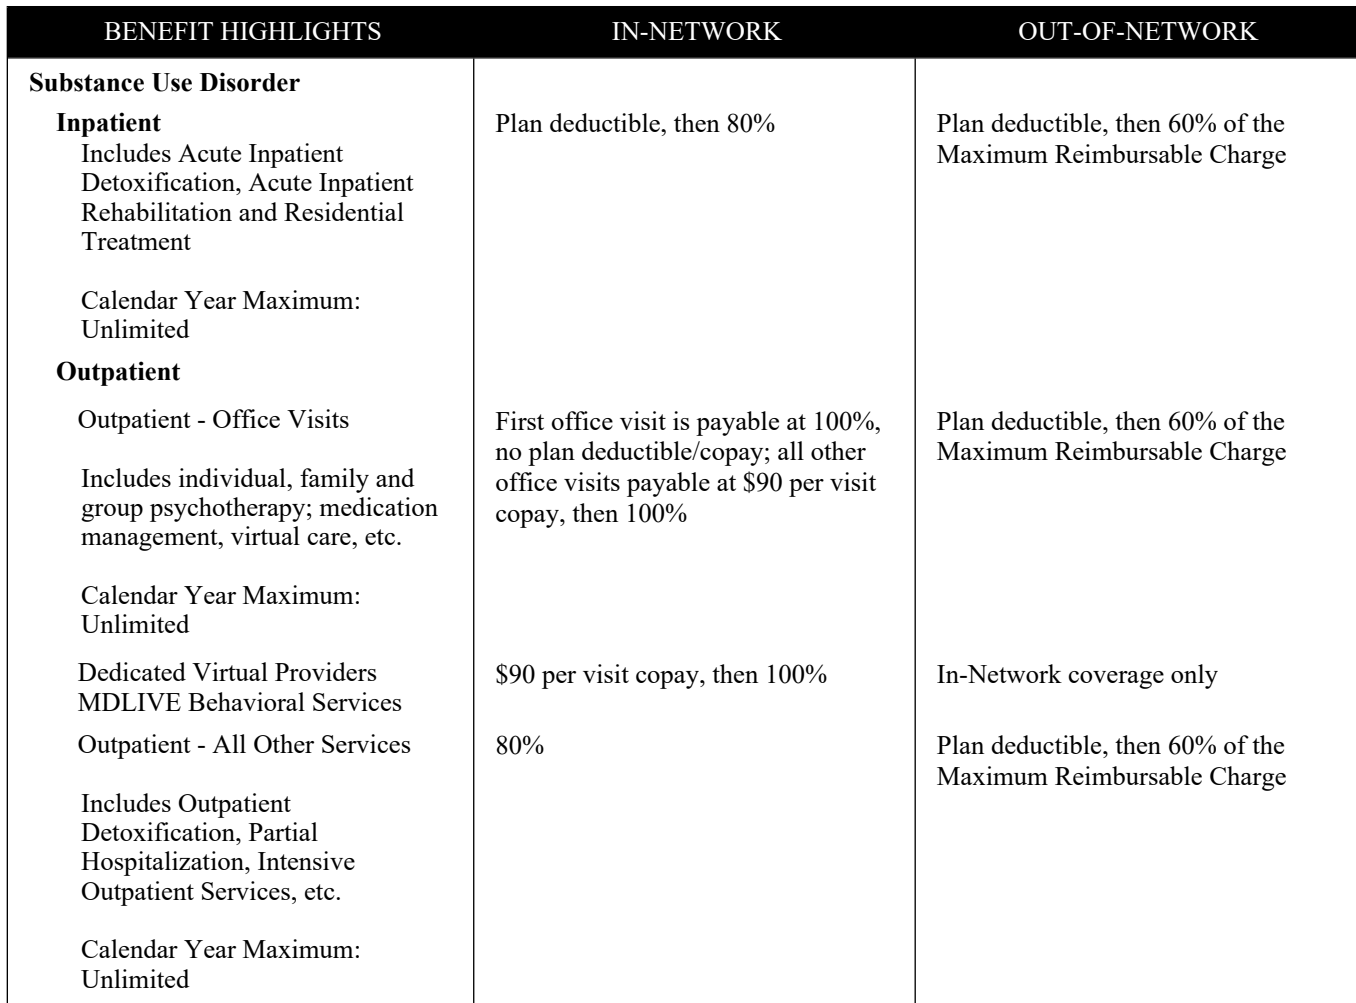 BENEFIT HIGHLIGHTS IN-NETWORK OUT-OF-NETWORK
Substance Use Disorder
Inpatient
Includes Acute Inpatient
Detoxification, Acute Inpatient
Rehabilitation and Residential
Treatment
Calendar Year Maximum:
Unlimited
Plan deductible, then 80%
Plan deductible, then 60% of the
Maximum Reimbursable Charge
Outpatient
Outpatient - Office Visits
Includes individual, family and
group psychotherapy; medication
management, virtual care, etc.
Calendar Year Maximum:
Unlimited
First office visit is payable at 100%,
no plan deductible/copay; all other
office visits payable at $90 per visit
copay, then 100%
Plan deductible, then 60% of the
Maximum Reimbursable Charge
Dedicated Virtual Providers
MDLIVE Behavioral Services
$90 per visit copay, then 100%
In-Network coverage only
Outpatient - All Other Services
Includes Outpatient
Detoxification, Partial
Hospitalization, Intensive
Outpatient Services, etc.
Calendar Year Maximum:
Unlimited
80%
Plan deductible, then 60% of the
Maximum Reimbursable Charge